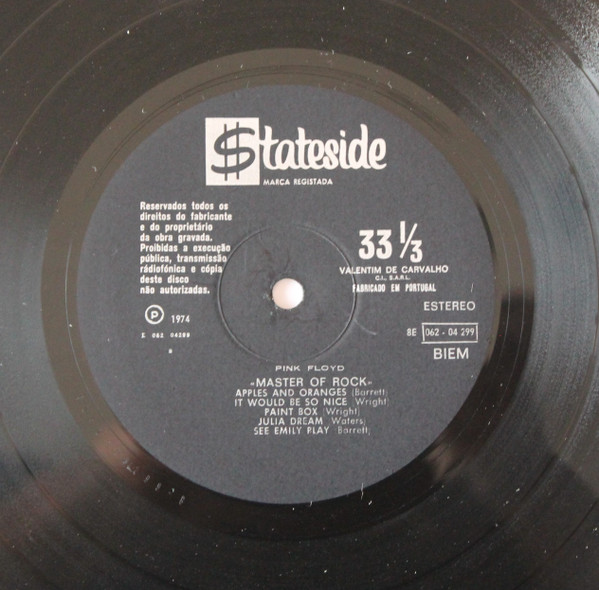 $tateside
MARCA REGISTADA
Reservados todos os
direitos do fabricante
e do proprietário
da obra gravada.
Proibidas a execução
pública, transmissão
rádiofónica e cópia
deste disco
não autorizadas.
33 1/3
VALENTIM DE CARVALHO
C.I., S.A.R.L.
FABRICADO EM PORTUGAL
ESTEREO
Ⓟ 1974
8E 062 - 04 299
BIEM
PINK FLOYD
«MASTER OF ROCK»
APPLES AND ORANGES (Barrett)
IT WOULD BE SO NICE (Wright)
PAINT BOX (Wright)
JULIA DREAM (Waters)
SEE EMILY PLAY (Barrett)